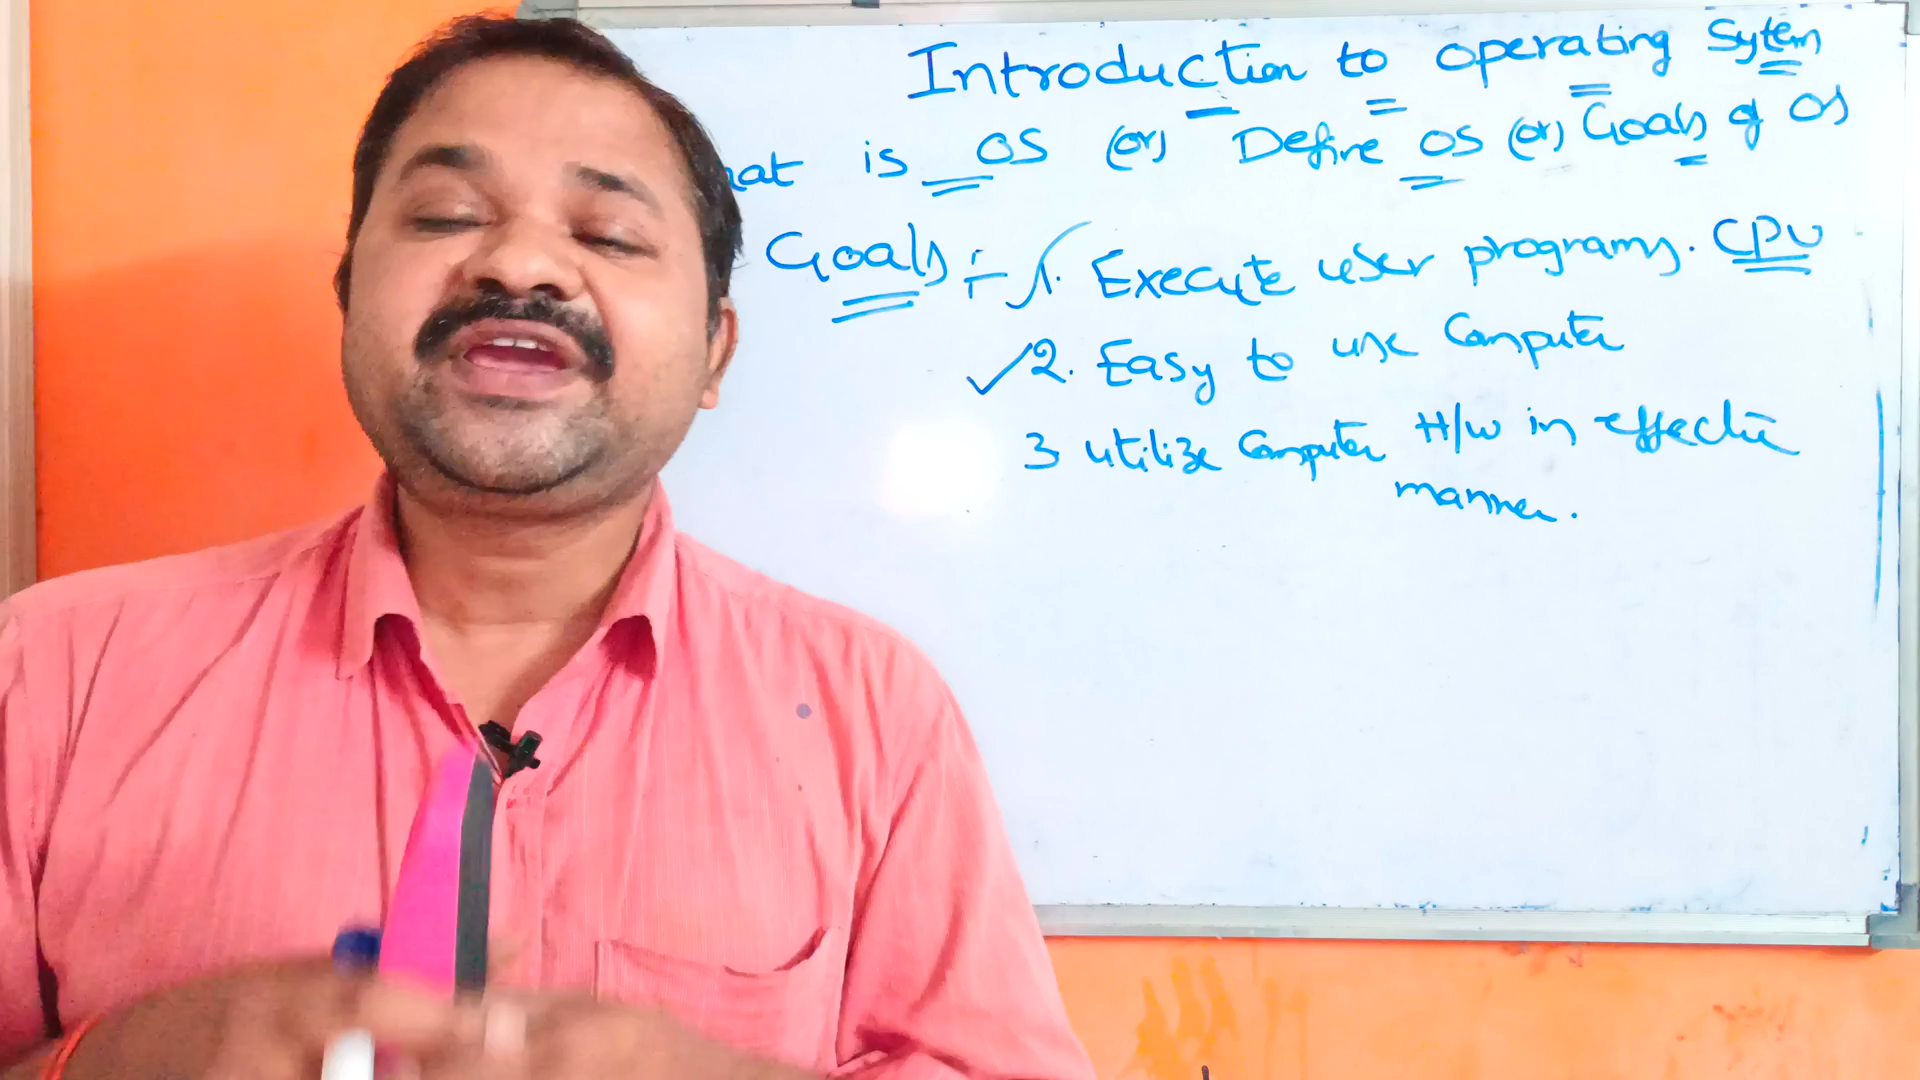 Introduction to operating Sytem
hat is OS (or) Define OS (or) Goals of OS
Goals :- 1. Execute user programs. CPU
2. Easy to use Computer
3 utilize Computer H/w in effective
manner.